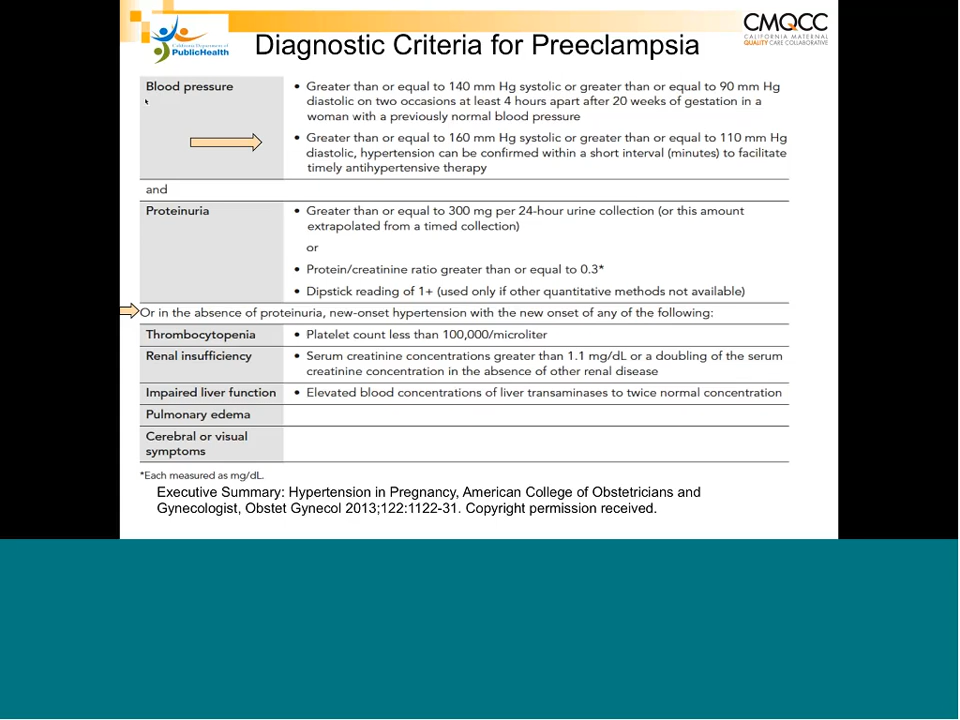 California Department of
PublicHealth
CMQCC
CALIFORNIA MATERNAL
QUALITY CARE COLLABORATIVE
Diagnostic Criteria for Preeclampsia
Blood pressure
• Greater than or equal to 140 mm Hg systolic or greater than or equal to 90 mm Hg
diastolic on two occasions at least 4 hours apart after 20 weeks of gestation in a
woman with a previously normal blood pressure
• Greater than or equal to 160 mm Hg systolic or greater than or equal to 110 mm Hg
diastolic, hypertension can be confirmed within a short interval (minutes) to facilitate
timely antihypertensive therapy
and
Proteinuria
• Greater than or equal to 300 mg per 24-hour urine collection (or this amount
extrapolated from a timed collection)
or
• Protein/creatinine ratio greater than or equal to 0.3*
• Dipstick reading of 1+ (used only if other quantitative methods not available)
Or in the absence of proteinuria, new-onset hypertension with the new onset of any of the following:
Thrombocytopenia
• Platelet count less than 100,000/microliter
Renal insufficiency
• Serum creatinine concentrations greater than 1.1 mg/dL or a doubling of the serum
creatinine concentration in the absence of other renal disease
Impaired liver function
• Elevated blood concentrations of liver transaminases to twice normal concentration
Pulmonary edema
Cerebral or visual
symptoms
*Each measured as mg/dL.
Executive Summary: Hypertension in Pregnancy, American College of Obstetricians and
Gynecologist, Obstet Gynecol 2013;122:1122-31. Copyright permission received.